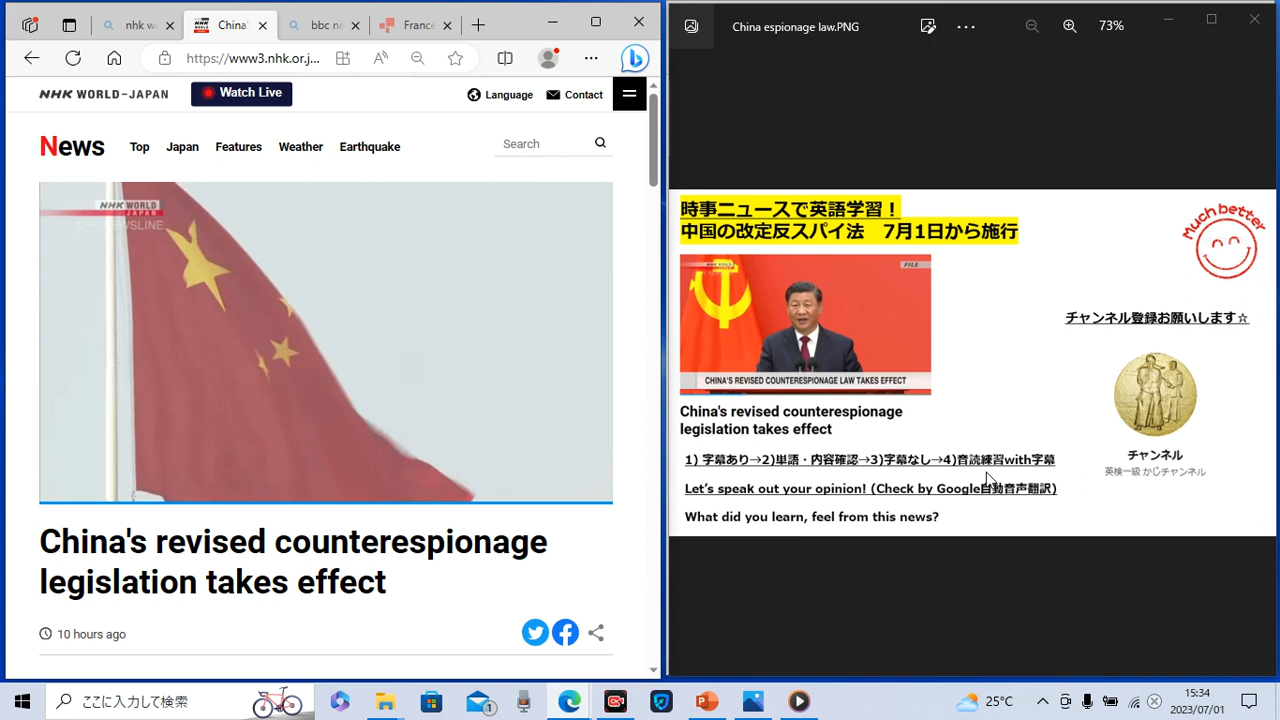 nhk w
China'
bbc ne
France
https://www3.nhk.or.j...
NHK WORLD-JAPAN
Watch Live
Language
Contact
News
Top
Japan
Features
Weather
Earthquake
Search
NHK WORLD
JAPAN
NHK NEWSLINE
China's revised counterespionage
legislation takes effect
10 hours ago
China espionage law.PNG
73%
時事ニュースで英語学習！
中国の改定反スパイ法　7月1日から施行
Much better
FILE
CHINA'S REVISED COUNTERESPIONAGE LAW TAKES EFFECT
China's revised counterespionage
legislation takes effect
チャンネル登録お願いします☆
チャンネル
英検一級 かじチャンネル
1) 字幕あり→2)単語・内容確認→3)字幕なし→4)音読練習with字幕
Let's speak out your opinion! (Check by Google自動音声翻訳)
What did you learn, feel from this news?
ここに入力して検索
1
25°C
15:34
2023/07/01